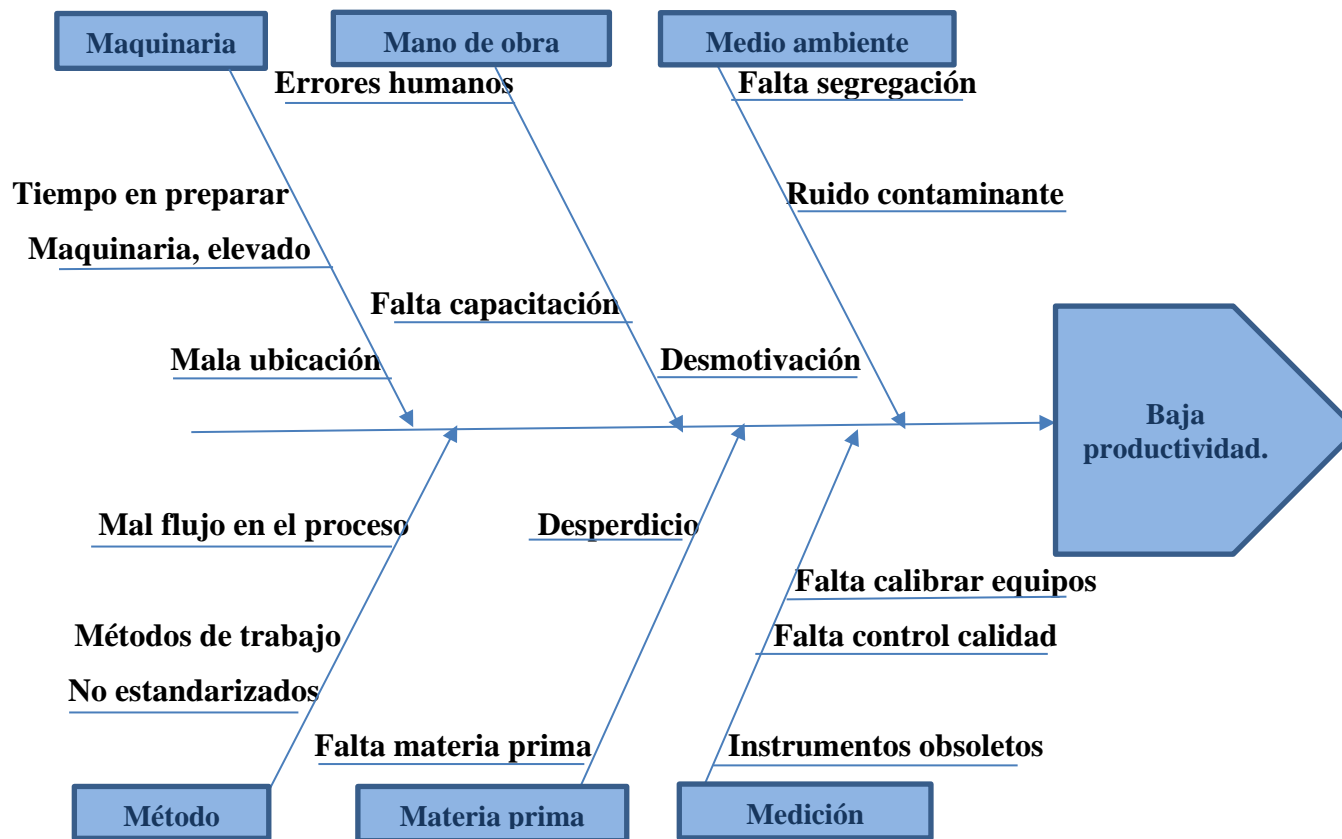 Maquinaria
Mano de obra
Medio ambiente
Errores humanos
Falta segregación
Tiempo en preparar
Maquinaria, elevado
Ruido contaminante
Falta capacitación
Mala ubicación
Desmotivación
Baja
productividad.
Mal flujo en el proceso
Desperdicio
Falta calibrar equipos
Métodos de trabajo
No estandarizados
Falta control calidad
Falta materia prima
Instrumentos obsoletos
Método
Materia prima
Medición